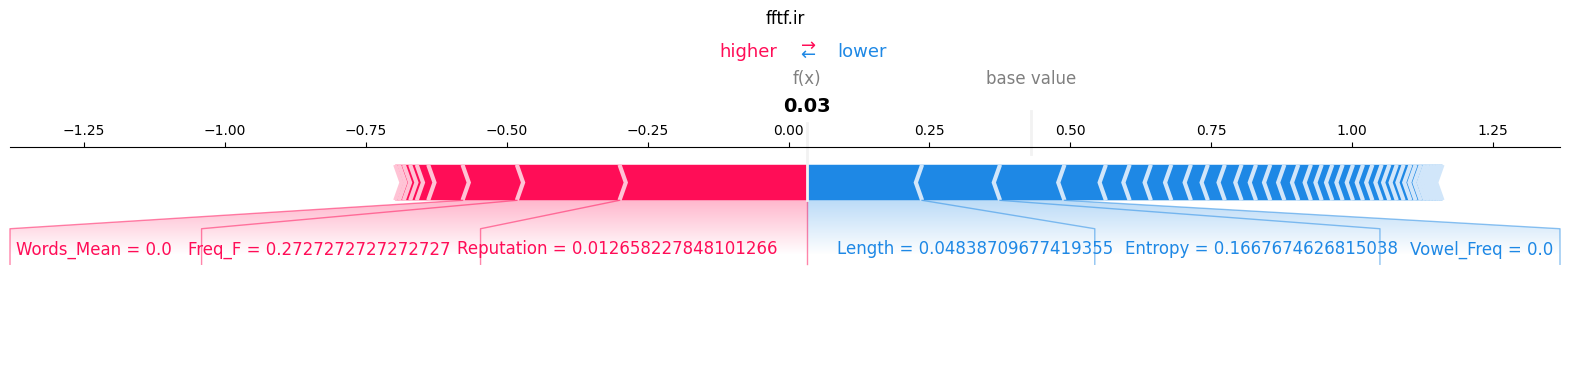 fftf.ir
higher ⇄ lower
f(x) base value
0.03
−1.25 −1.00 −0.75 −0.50 −0.25 0.00 0.25 0.50 0.75 1.00 1.25
Words_Mean = 0.0 Freq_F = 0.2727272727272727 Reputation = 0.012658227848101266 Length = 0.04838709677419355 Entropy = 0.1667674626815038 Vowel_Freq = 0.0